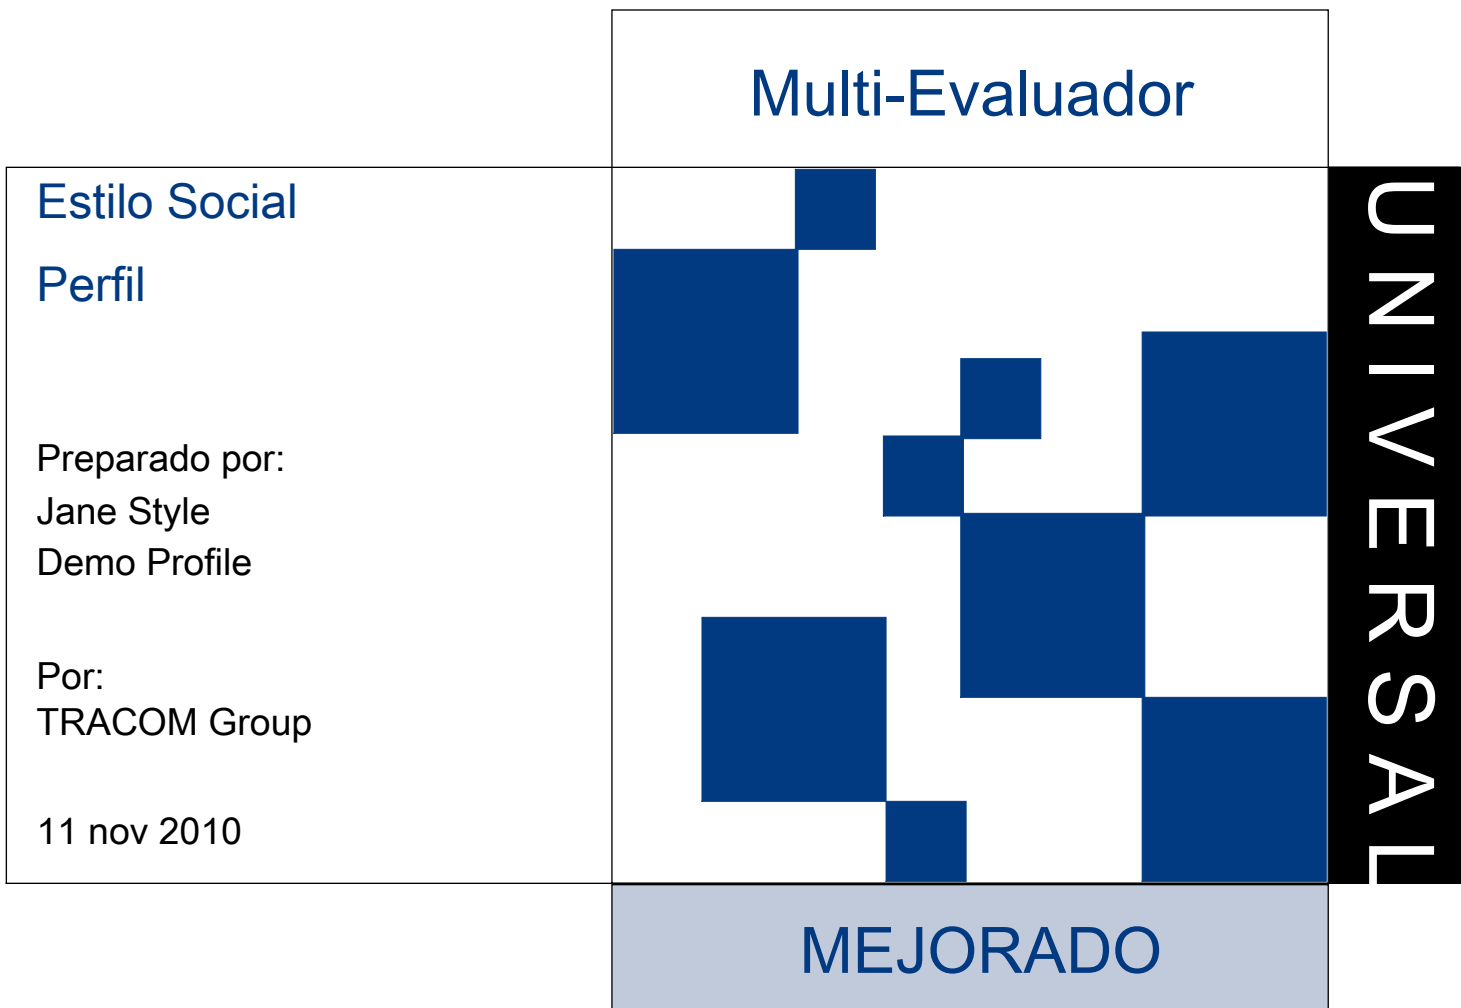 Multi-Evaluador
Estilo Social
Perfil
Preparado por:
Jane Style
Demo Profile
Por:
TRACOM Group
11 nov 2010
UNIVERSAL
MEJORADO